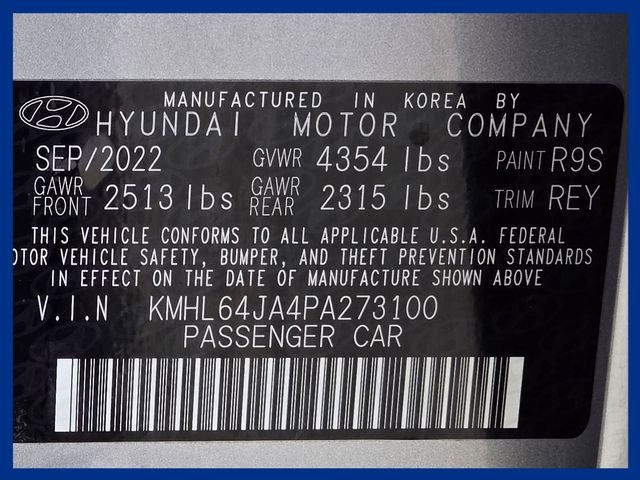 MANUFACTURED IN KOREA BY
HYUNDAI MOTOR COMPANY
SEP/2022 GVWR 4354 lbs PAINT R9S
GAWR FRONT 2513 lbs GAWR REAR 2315 lbs TRIM REY
THIS VEHICLE CONFORMS TO ALL APPLICABLE U.S.A. FEDERAL
OTOR VEHICLE SAFETY, BUMPER, AND THEFT PREVENTION STANDARDS
IN EFFECT ON THE DATE OF MANUFACTURE SHOWN ABOVE
V.I.N KMHL64JA4PA273100
PASSENGER CAR